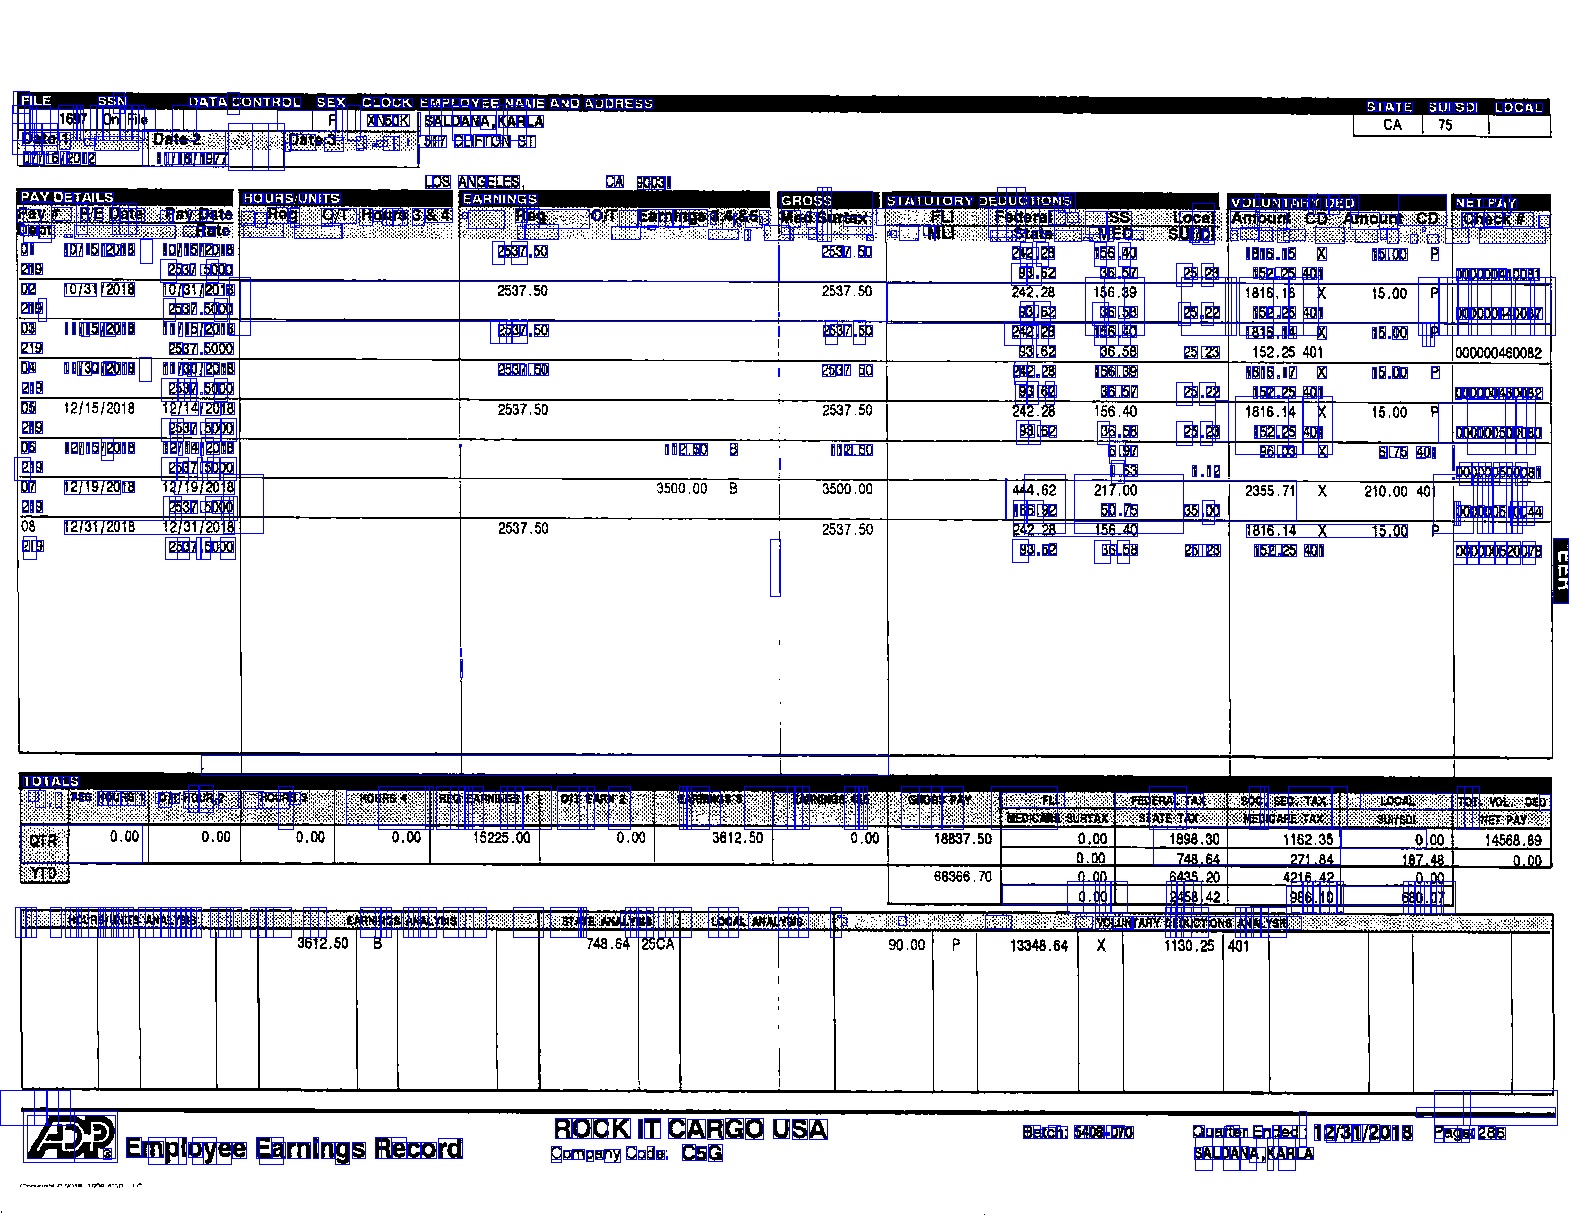 FILE SSN DATA CONTROL SEX CLOCK EMPLOYEE NAME AND ADDRESS STATE SUI/SDI LOCAL
1697 On File F XN50K SALDANA,KARLA CA 75
Date 1 Date 2 Date 3 CLIFTON ST
07/16/2012 11/16/1977
LOS ANGELES, CA 90031
PAY DETAILS HOURS/UNITS EARNINGS GROSS STATUTORY DEDUCTIONS VOLUNTARY DED NET PAY
Pay # P/E Date Pay Date Reg O/T Hours 3 & 4 Reg O/T Earnings 3,4,&5 Med Surtax FLI Federal SS Local Amount CD Amount CD Check #
Dept Rate MLI State MED SUI/DI
01 10/15/2018 10/15/2018 2537.50 2537.50 242.28 156.40 1816.15 X 15.00 P
219 2537.5000 93.62 36.57 25.23 152.25 401
02 10/31/2018 10/31/2018 2537.50 2537.50 242.28 156.39 1816.16 X 15.00 P
219 2537.5000 93.62 36.58 25.22 152.25 401
03 11/15/2018 11/15/2018 2537.50 2537.50 242.28 156.40 X 15.00 P
219 2537.5000 93.62 36.58 25.23 152.25 401 000000460082
04 11/30/2018 11/30/2018 2537.50 2537.50 242.28 156.39 1816.17 X 15.00 P
219 2537.5000 93.62 36.57 25.22 152.25 401
05 12/15/2018 12/14/2018 2537.50 2537.50 242.28 156.40 1816.14 X 15.00 P
219 2537.5000 93.62 36.58 25.23 152.25 401
06 12/15/2018 12/14/2018 112.50 B 112.50 6.97 96.03 X 6.75 401
219 2537.5000 1.63 1.12
07 12/19/2018 12/19/2018 3500.00 B 3500.00 444.62 217.00 2355.71 X 210.00 401
219 2537.5000 186.92 50.75 35.00
08 12/31/2018 12/31/2018 2537.50 2537.50 242.28 156.40 1816.14 X 15.00 P
219 2537.5000 93.62 36.58 25.23 152.25 401 000000520078
TOTALS
REG HOURS 1 O/T HOUR 2 HOURS 3 HOURS 4 REG EARNINGS 1 O/T EARN 2 EARNINGS 3 EARNINGS 4&5 GROSS PAY FLI FEDERAL TAX SOC. SEC. TAX LOCAL TOT. VOL. DED
MEDICARE SURTAX STATE TAX MEDICARE TAX SUI/SDI NET PAY
QTR 0.00 0.00 0.00 0.00 15225.00 0.00 3612.50 0.00 18837.50 0.00 1898.30 1162.35 0.00 14568.89
0.00 748.64 271.84 187.48 0.00
YTD 68366.70 0.00 6435.20 4216.42 0.00
0.00 2458.42 986.10 680.07
HOURS/UNITS ANALYSIS EARNINGS ANALYSIS STATE ANALYSIS LOCAL ANALYSIS VOLUNTARY DEDUCTIONS ANALYSIS
3612.50 B 748.64 25CA 90.00 P 13348.64 X 1130.25 401
ADP Employee Earnings Record ROCK IT CARGO USA Batch: 5408-070 Quarter Ended : 12/31/2018 Page: 286
Company Code: C5G SALDANA,KARLA